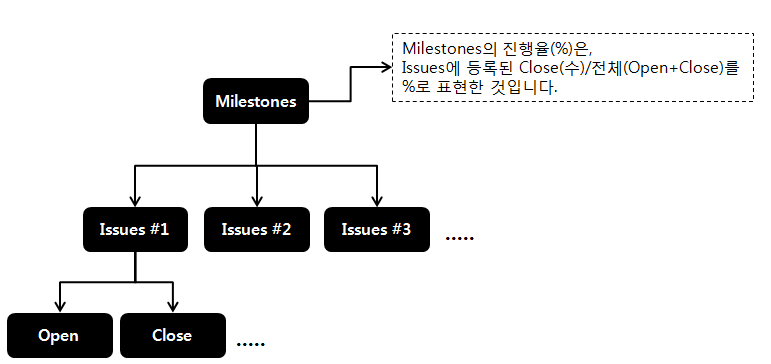 Milestones의 진행율(%)은,
Issues에 등록된 Close(수)/전체(Open+Close)를
%로 표현한 것입니다.
Milestones
Issues #1
Issues #2
Issues #3
.....
Open
Close
.....